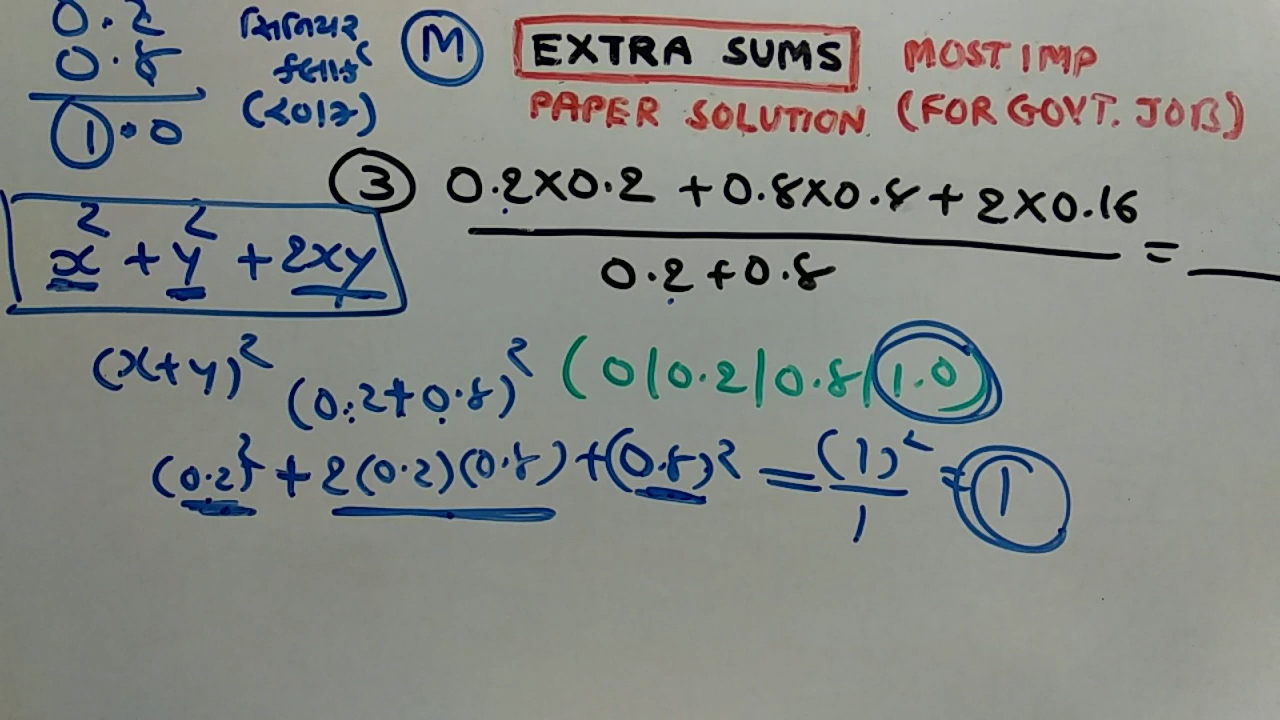 0.2
0.8
1.0
સિનિયર
ક્લાર્ક
(૨૦૧૭)
M
EXTRA SUMS
MOST IMP
PAPER SOLUTION (FOR GOVT. JOB)
3 0.2×0.2 + 0.8×0.8 + 2×0.16
0.2+0.8
= __
x² + y² + 2xy
(x+y)² (0.2+0.8)² (0/0.2/0.8/1.0)
(0.2)² + 2(0.2)(0.8) + (0.8)² = (1)²/1 = 1